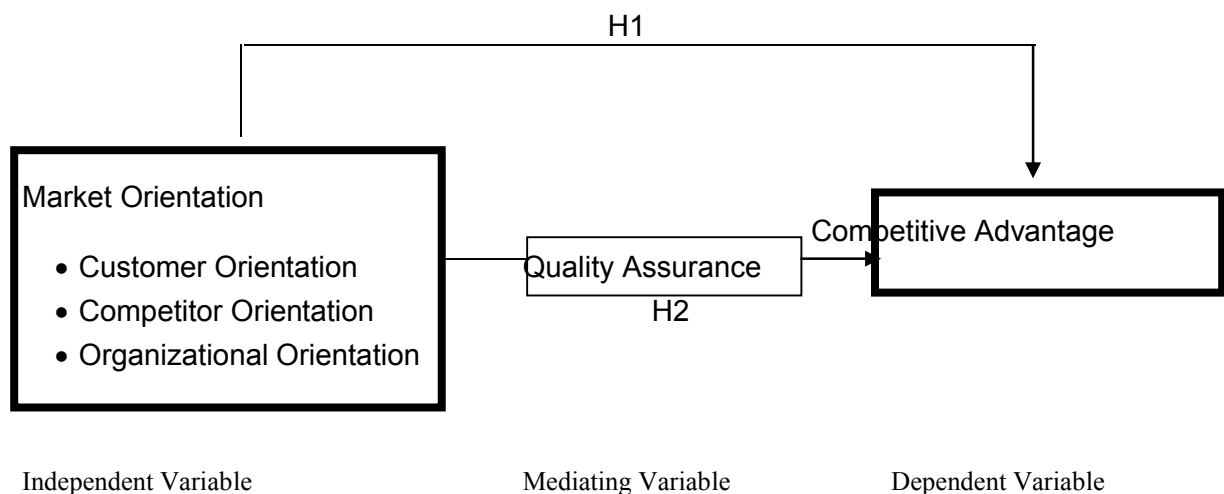 H1
Market Orientation
• Customer Orientation
• Competitor Orientation
• Organizational Orientation
Quality Assurance
H2
Competitive Advantage
Independent Variable
Mediating Variable
Dependent Variable